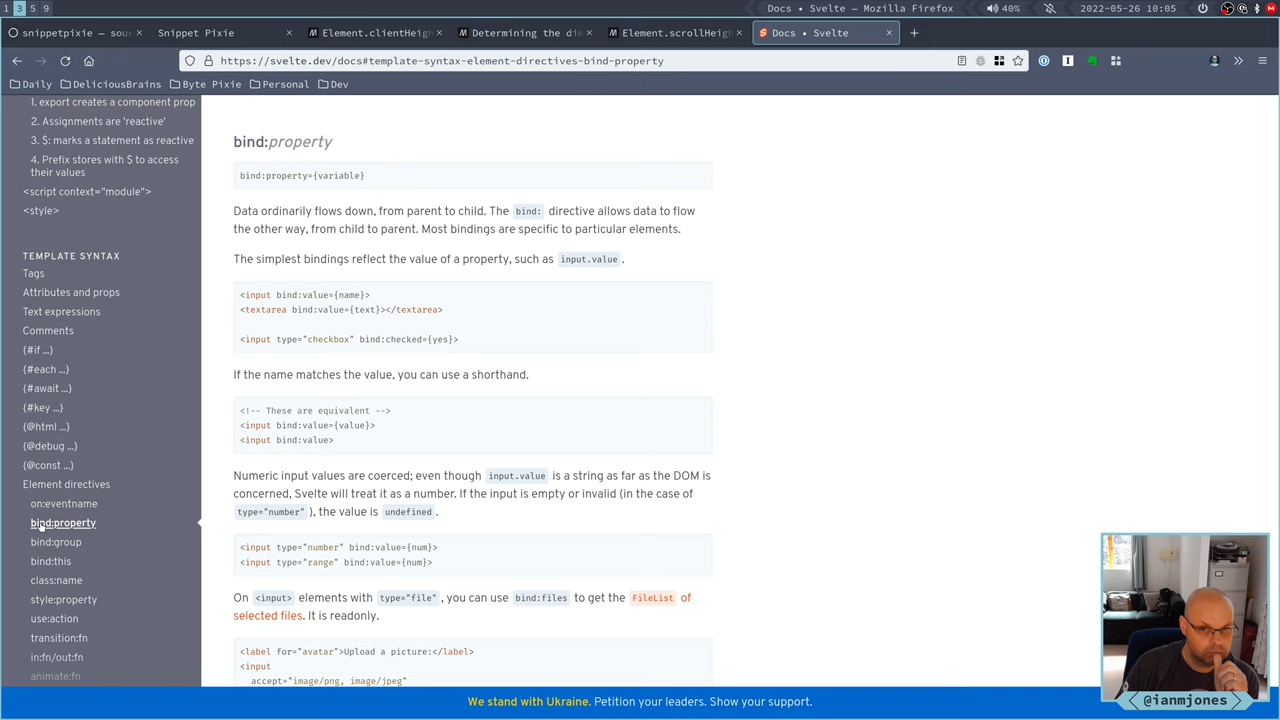 1 3 5 9
Docs • Svelte — Mozilla Firefox
40%
2022-05-26 10:05
snippetpixie — sour
Snippet Pixie
Element.clientHeigh
Determining the dim
Element.scrollHeigh
Docs • Svelte
https://svelte.dev/docs#template-syntax-element-directives-bind-property
Daily
DeliciousBrains
Byte Pixie
Personal
Dev
1. export creates a component prop
2. Assignments are 'reactive'
3. $: marks a statement as reactive
4. Prefix stores with $ to access
their values
<script context="module">
<style>
TEMPLATE SYNTAX
Tags
Attributes and props
Text expressions
Comments
{#if ...}
{#each ...}
{#await ...}
{#key ...}
{@html ...}
{@debug ...}
{@const ...}
Element directives
on:eventname
bind:property
bind:group
bind:this
class:name
style:property
use:action
transition:fn
in:fn/out:fn
animate:fn
bind:property
bind:property={variable}
Data ordinarily flows down, from parent to child. The bind: directive allows data to flow
the other way, from child to parent. Most bindings are specific to particular elements.
The simplest bindings reflect the value of a property, such as input.value .
<input bind:value={name}>
<textarea bind:value={text}></textarea>
<input type="checkbox" bind:checked={yes}>
If the name matches the value, you can use a shorthand.
<!-- These are equivalent -->
<input bind:value={value}>
<input bind:value>
Numeric input values are coerced; even though input.value is a string as far as the DOM is
concerned, Svelte will treat it as a number. If the input is empty or invalid (in the case of
type="number" ), the value is undefined .
<input type="number" bind:value={num}>
<input type="range" bind:value={num}>
On <input> elements with type="file" , you can use bind:files to get the FileList of
selected files. It is readonly.
<label for="avatar">Upload a picture:</label>
<input
accept="image/png, image/jpeg"
We stand with Ukraine. Petition your leaders. Show your support.
@ianmjones